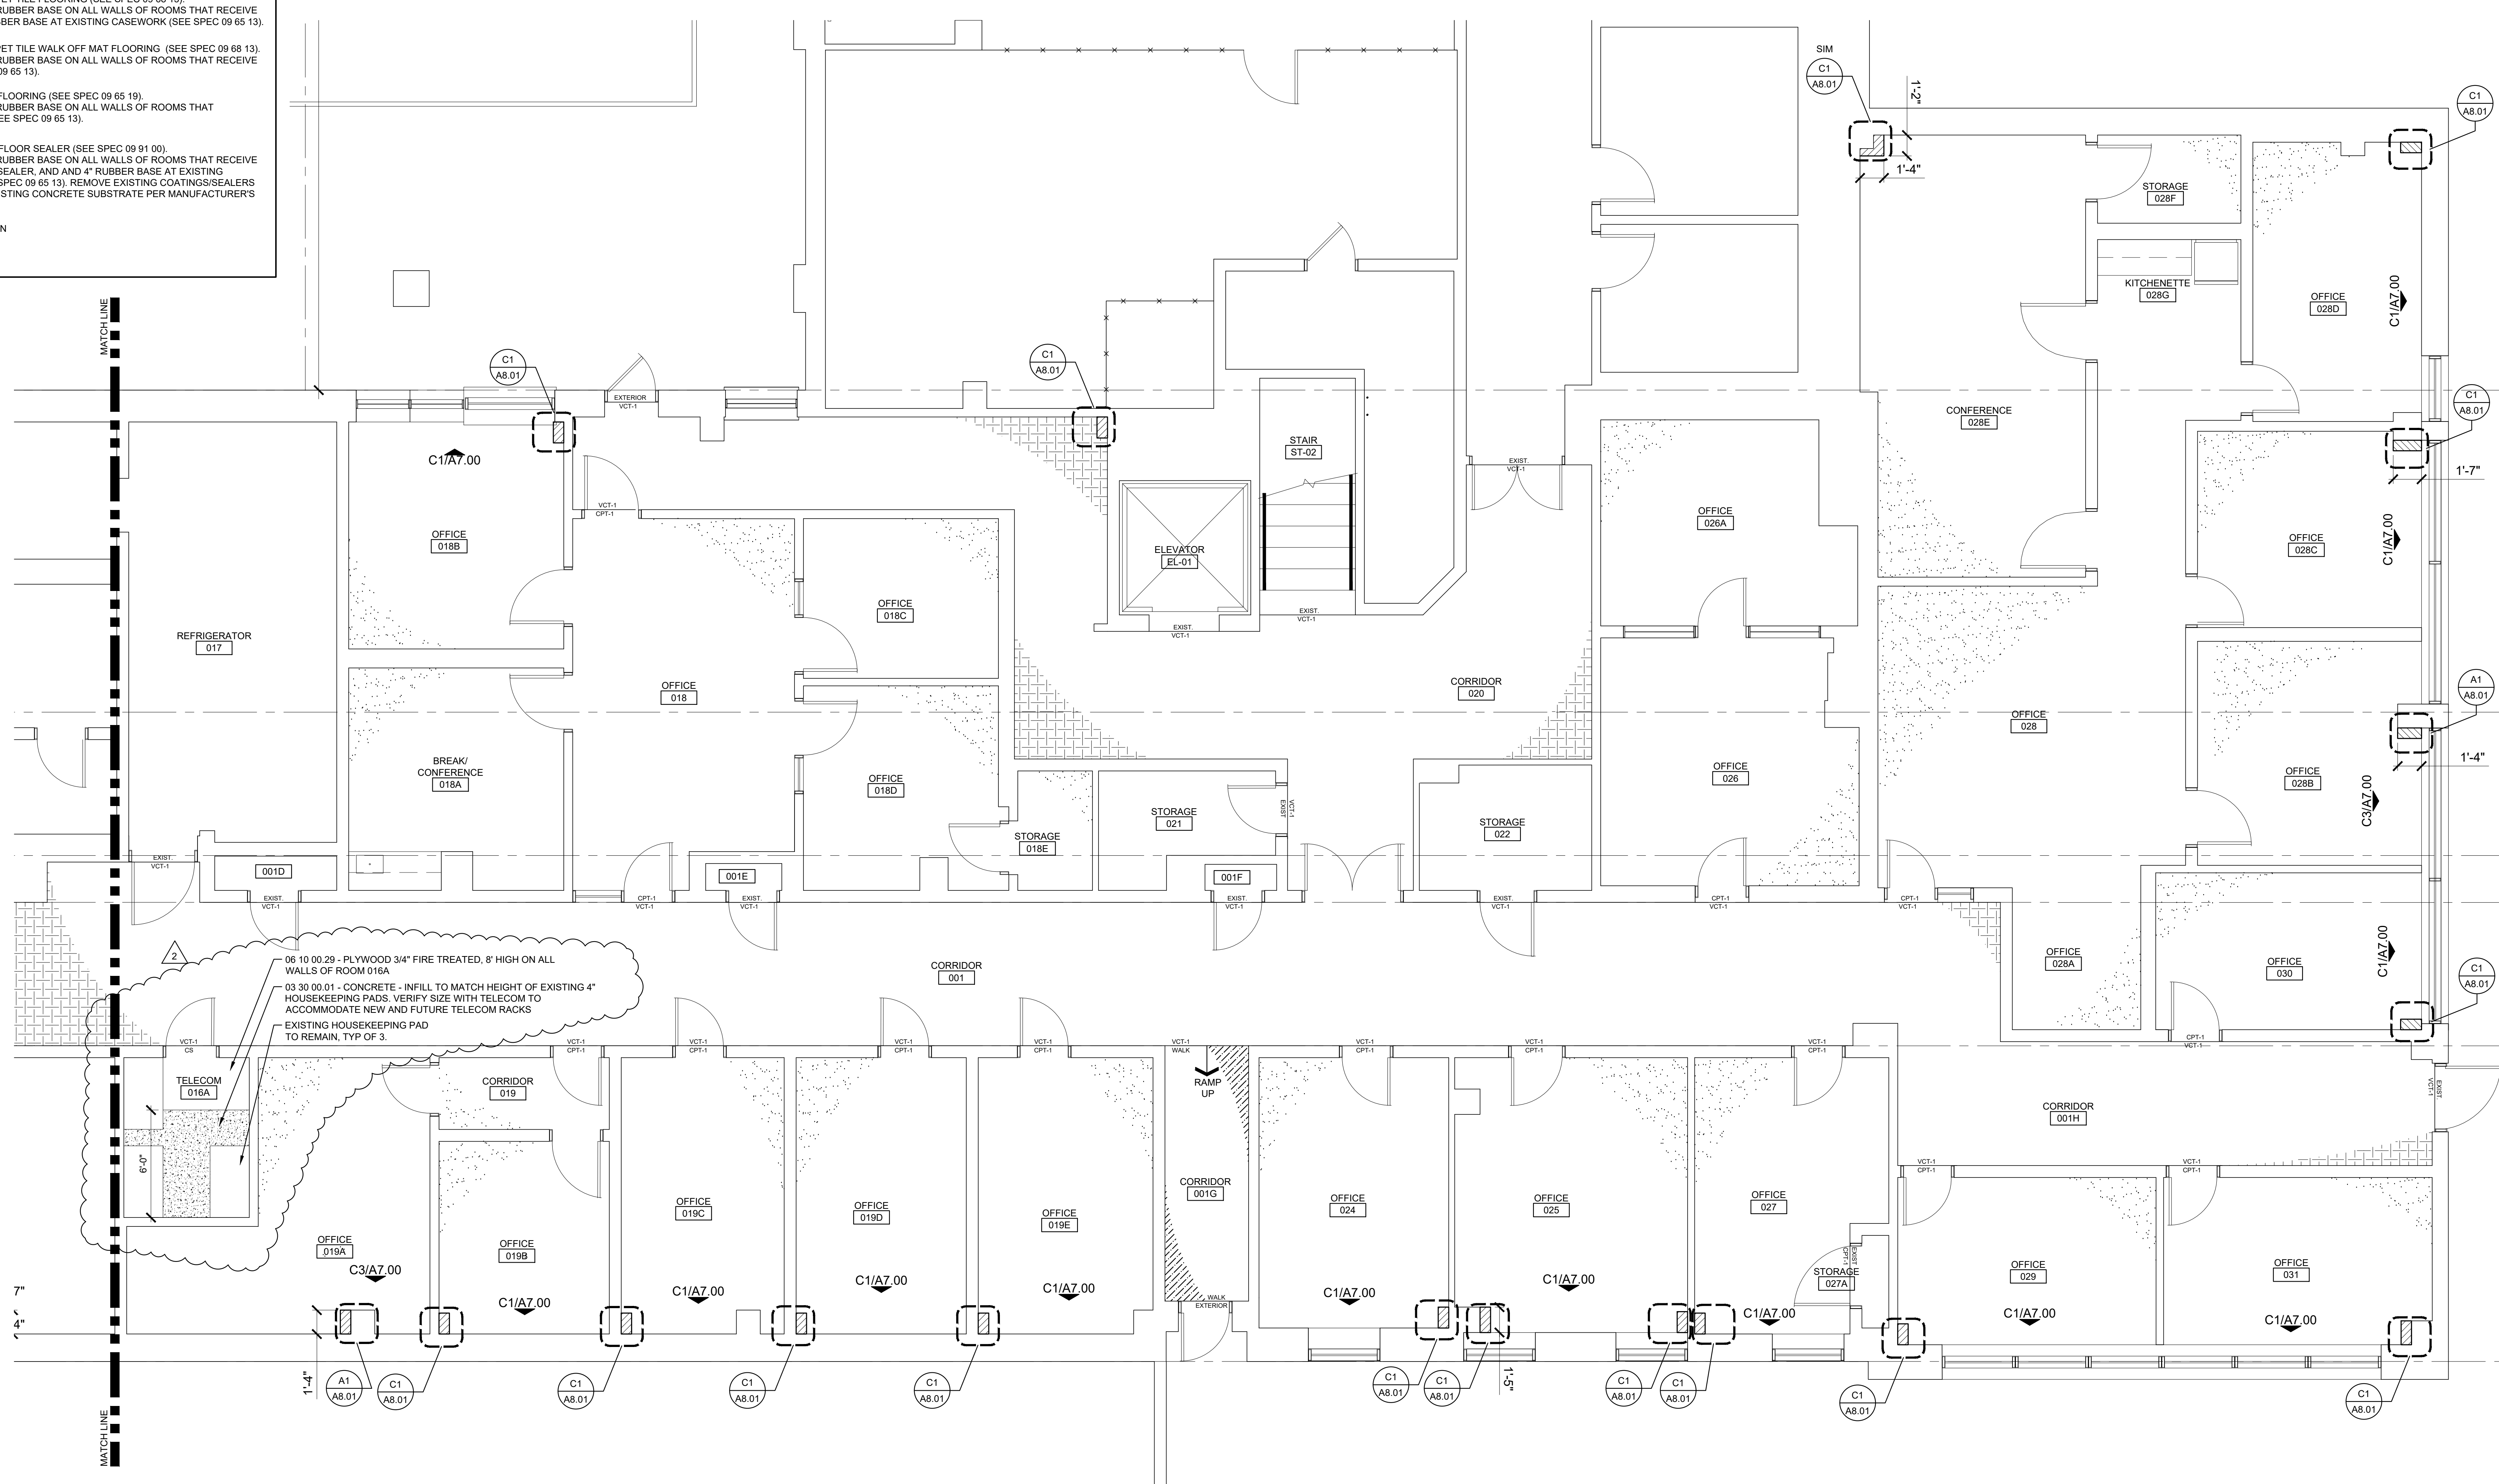 RUBBER BASE ON ALL WALLS OF ROOMS THAT RECEIVE
BER BASE AT EXISTING CASEWORK (SEE SPEC 09 65 13).
PET TILE WALK OFF MAT FLOORING (SEE SPEC 09 68 13).
RUBBER BASE ON ALL WALLS OF ROOMS THAT RECEIVE
09 65 13).
FLOORING (SEE SPEC 09 65 19).
RUBBER BASE ON ALL WALLS OF ROOMS THAT
EE SPEC 09 65 13).
FLOOR SEALER (SEE SPEC 09 91 00).
RUBBER BASE ON ALL WALLS OF ROOMS THAT RECEIVE
SEALER, AND AND 4" RUBBER BASE AT EXISTING
SPEC 09 65 13). REMOVE EXISTING COATINGS/SEALERS
STING CONCRETE SUBSTRATE PER MANUFACTURER'S
N
SIM
C1
A8.01
1'-2"
1'-4"
C1
A8.01
STORAGE
028F
KITCHENETTE
028G
OFFICE
028D
C1/A7.00
MATCH LINE
C1
A8.01
C1
A8.01
EXTERIOR
VCT-1
C1/A7.00
CONFERENCE
028E
C1
A8.01
1'-7"
STAIR
ST-02
EXIST.
VCT-1
VCT-1
CPT-1
OFFICE
018B
OFFICE
026A
OFFICE
028C
C1/A7.00
ELEVATOR
EL-01
OFFICE
018C
EXIST.
VCT-1
EXIST.
VCT-1
REFRIGERATOR
017
OFFICE
018
CORRIDOR
020
A1
A8.01
1'-4"
OFFICE
028
BREAK/
CONFERENCE
018A
OFFICE
018D
OFFICE
026
OFFICE
028B
C3/A7.00
STORAGE
021
VCT-1
EXIST
STORAGE
022
STORAGE
018E
EXIST.
VCT-1
001D
001E
001F
EXIST.
VCT-1
CPT-1
VCT-1
EXIST.
VCT-1
EXIST.
VCT-1
EXIST.
VCT-1
CPT-1
VCT-1
CPT-1
VCT-1
2
06 10 00.29 - PLYWOOD 3/4" FIRE TREATED, 8' HIGH ON ALL
WALLS OF ROOM 016A
03 30 00.01 - CONCRETE - INFILL TO MATCH HEIGHT OF EXISTING 4"
HOUSEKEEPING PADS. VERIFY SIZE WITH TELECOM TO
ACCOMMODATE NEW AND FUTURE TELECOM RACKS
EXISTING HOUSEKEEPING PAD
TO REMAIN, TYP OF 3.
CORRIDOR
001
OFFICE
028A
OFFICE
030
C1/A7.00
C1
A8.01
CPT-1
VCT-1
VCT-1
CS
VCT-1
CPT-1
VCT-1
CPT-1
VCT-1
CPT-1
VCT-1
CPT-1
VCT-1
WALK
VCT-1
CPT-1
VCT-1
CPT-1
VCT-1
CPT-1
TELECOM
016A
CORRIDOR
019
RAMP
UP
CORRIDOR
001H
EXIST.
VCT-1
6'-0"
VCT-1
CPT-1
VCT-1
CPT-1
OFFICE
019C
OFFICE
019D
OFFICE
019E
CORRIDOR
001G
OFFICE
024
OFFICE
025
OFFICE
027
OFFICE
019A
OFFICE
019B
EXIST
CPT-1
STORAGE
027A
OFFICE
029
OFFICE
031
C3/A7.00
C1/A7.00
C1/A7.00
C1/A7.00
C1/A7.00
WALK
EXTERIOR
C1/A7.00
C1/A7.00
C1/A7.00
C1/A7.00
C1/A7.00
7"
4"
1'-4"
A1
A8.01
C1
A8.01
C1
A8.01
C1
A8.01
C1
A8.01
C1
A8.01
C1
A8.01
1'-5"
C1
A8.01
C1
A8.01
C1
A8.01
C1
A8.01
MATCH LINE